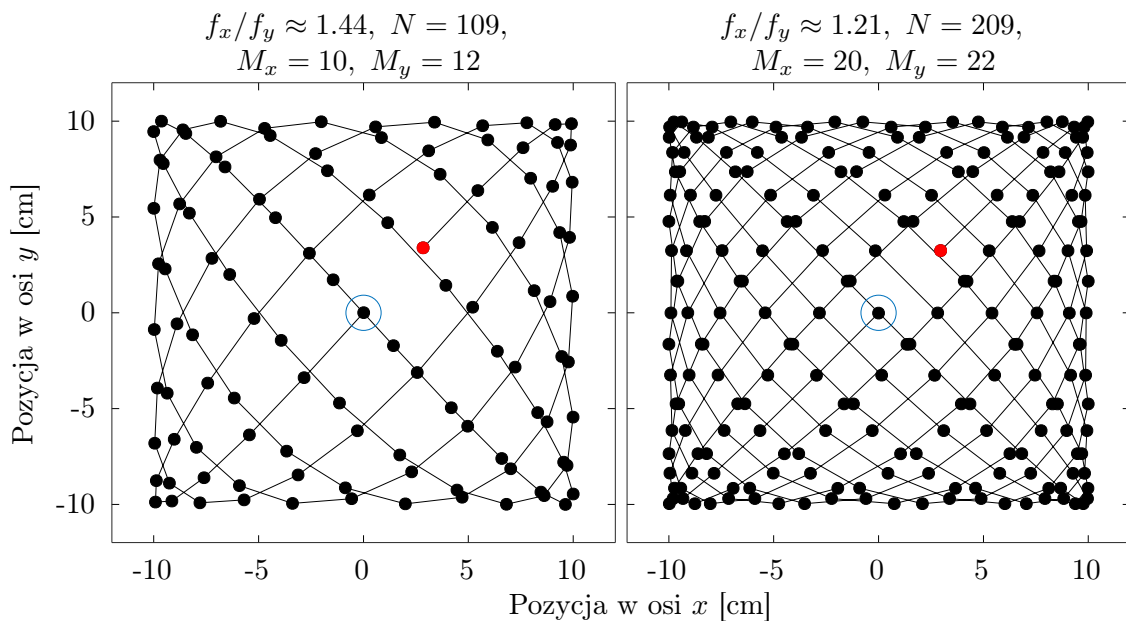 f_x/f_y ≈ 1.44, N = 109,
M_x = 10, M_y = 12
f_x/f_y ≈ 1.21, N = 209,
M_x = 20, M_y = 22
10
5
0
-5
-10
Pozycja w osi y [cm]
-10 -5 0 5 10
-10 -5 0 5 10
Pozycja w osi x [cm]